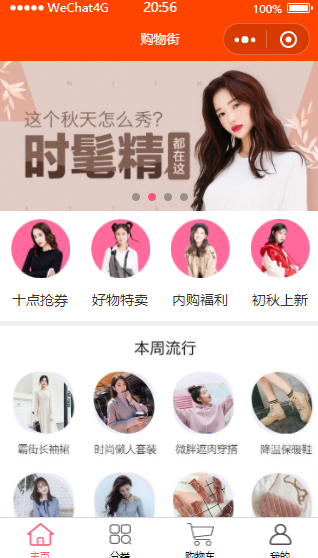 WeChat4G 20:56 100%
购物街
这个秋天怎么秀?
时髦精 都在这
十点抢券 好物特卖 内购福利 初秋上新
本周流行
霸街长袖裙 时尚懒人套装 微胖遮肉穿搭 降温保暖鞋
主页 分类 购物车 我的